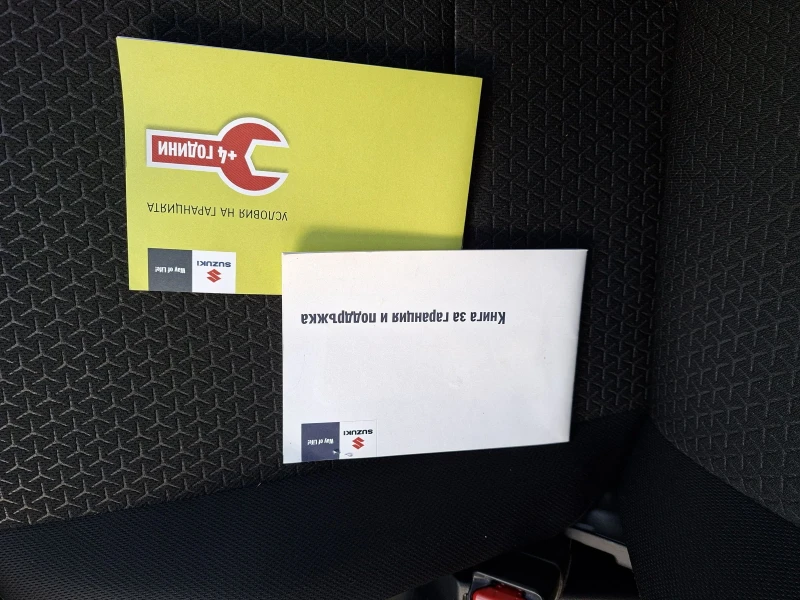 SUZUKI
Way of Life!
УСЛОВИЯ НА ГАРАНЦИЯТА
+4 ГОДИНИ
SUZUKI
Way of Life!
Книга за гаранция и поддръжка